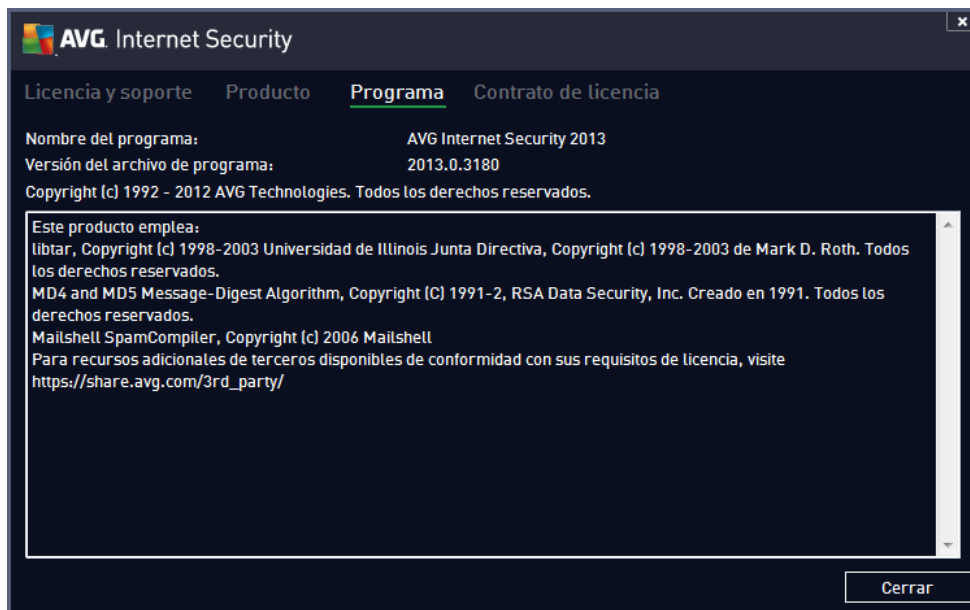 AVG. Internet Security
x
Licencia y soporte Producto Programa Contrato de licencia
Nombre del programa: AVG Internet Security 2013
Versión del archivo de programa: 2013.0.3180
Copyright (c) 1992 - 2012 AVG Technologies. Todos los derechos reservados.
Este producto emplea:
libtar, Copyright (c) 1998-2003 Universidad de Illinois Junta Directiva, Copyright (c) 1998-2003 de Mark D. Roth. Todos
los derechos reservados.
MD4 and MD5 Message-Digest Algorithm, Copyright (C) 1991-2, RSA Data Security, Inc. Creado en 1991. Todos los
derechos reservados.
Mailshell SpamCompiler, Copyright (c) 2006 Mailshell
Para recursos adicionales de terceros disponibles de conformidad con sus requisitos de licencia, visite
https://share.avg.com/3rd_party/
Cerrar